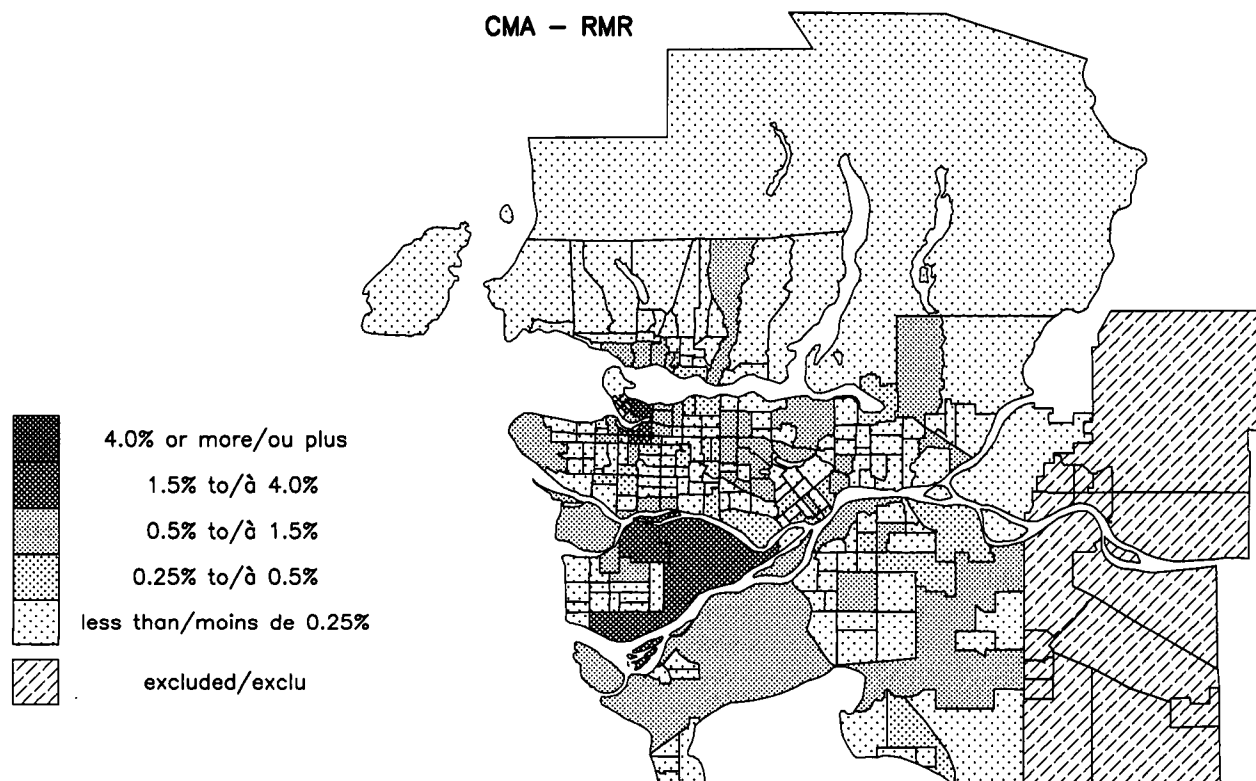 CMA – RMR
4.0% or more/ou plus
1.5% to/à 4.0%
0.5% to/à 1.5%
0.25% to/à 0.5%
less than/moins de 0.25%
excluded/exclu